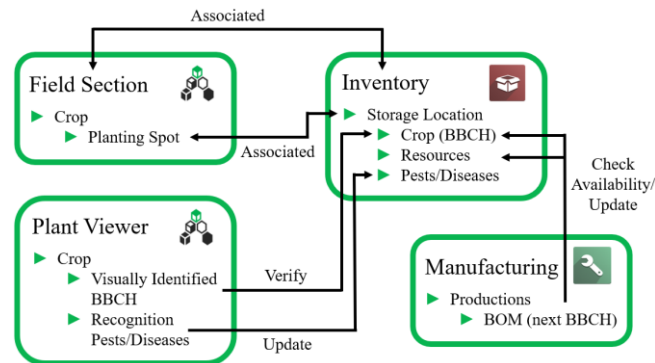 Associated
Field Section
Crop
Planting Spot
Inventory
Storage Location
Crop (BBCH)
Resources
Pests/Diseases
Associated
Check
Availability/
Update
Plant Viewer
Crop
Visually Identified
BBCH
Recognition
Pests/Diseases
Verify
Update
Manufacturing
Productions
BOM (next BBCH)